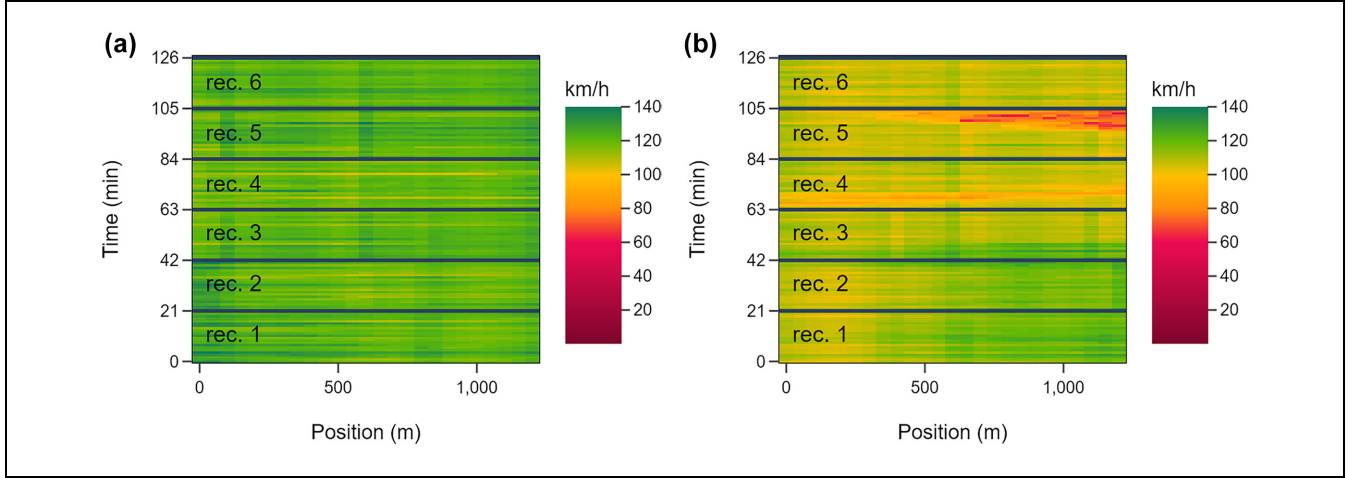 (a)
126
105
84
63
42
21
0
Time (min)
rec. 6
rec. 5
rec. 4
rec. 3
rec. 2
rec. 1
0 500 1,000
Position (m)
km/h
140
120
100
80
60
40
20
(b)
126
105
84
63
42
21
0
Time (min)
rec. 6
rec. 5
rec. 4
rec. 3
rec. 2
rec. 1
0 500 1,000
Position (m)
km/h
140
120
100
80
60
40
20